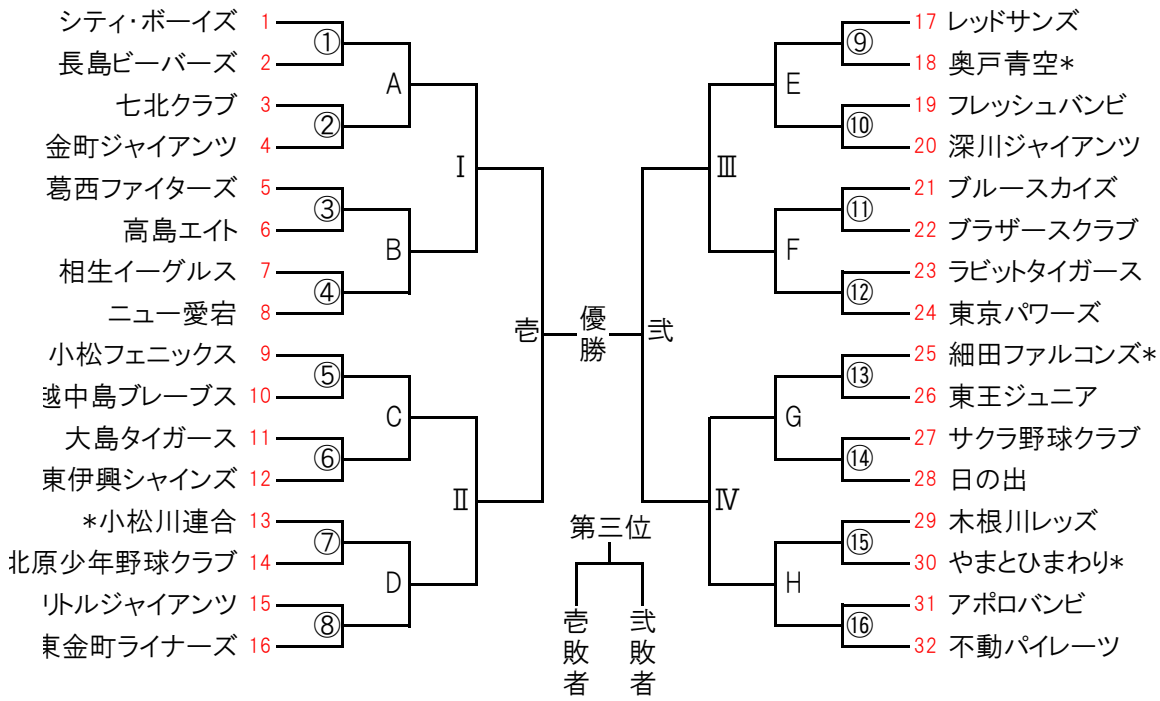 シティ・ボーイズ 1
長島ビーバーズ 2
七北クラブ 3
金町ジャイアンツ 4
葛西ファイターズ 5
高島エイト 6
相生イーグルス 7
ニュー愛宕 8
小松フェニックス 9
越中島ブレーブス 10
大島タイガース 11
東伊興シャインズ 12
*小松川連合 13
北原少年野球クラブ 14
リトルジャイアンツ 15
東金町ライナーズ 16
①
②
③
④
⑤
⑥
⑦
⑧
A
B
C
D
Ⅰ
Ⅱ
壱
優勝
弐
第三位
壱敗者
弐敗者
Ⅲ
Ⅳ
E
F
G
H
⑨
⑩
⑪
⑫
⑬
⑭
⑮
⑯
17 レッドサンズ
18 奥戸青空*
19 フレッシュバンビ
20 深川ジャイアンツ
21 ブルースカイズ
22 ブラザースクラブ
23 ラビットタイガース
24 東京パワーズ
25 細田ファルコンズ*
26 東王ジュニア
27 サクラ野球クラブ
28 日の出
29 木根川レッズ
30 やまとひまわり*
31 アポロバンビ
32 不動パイレーツ